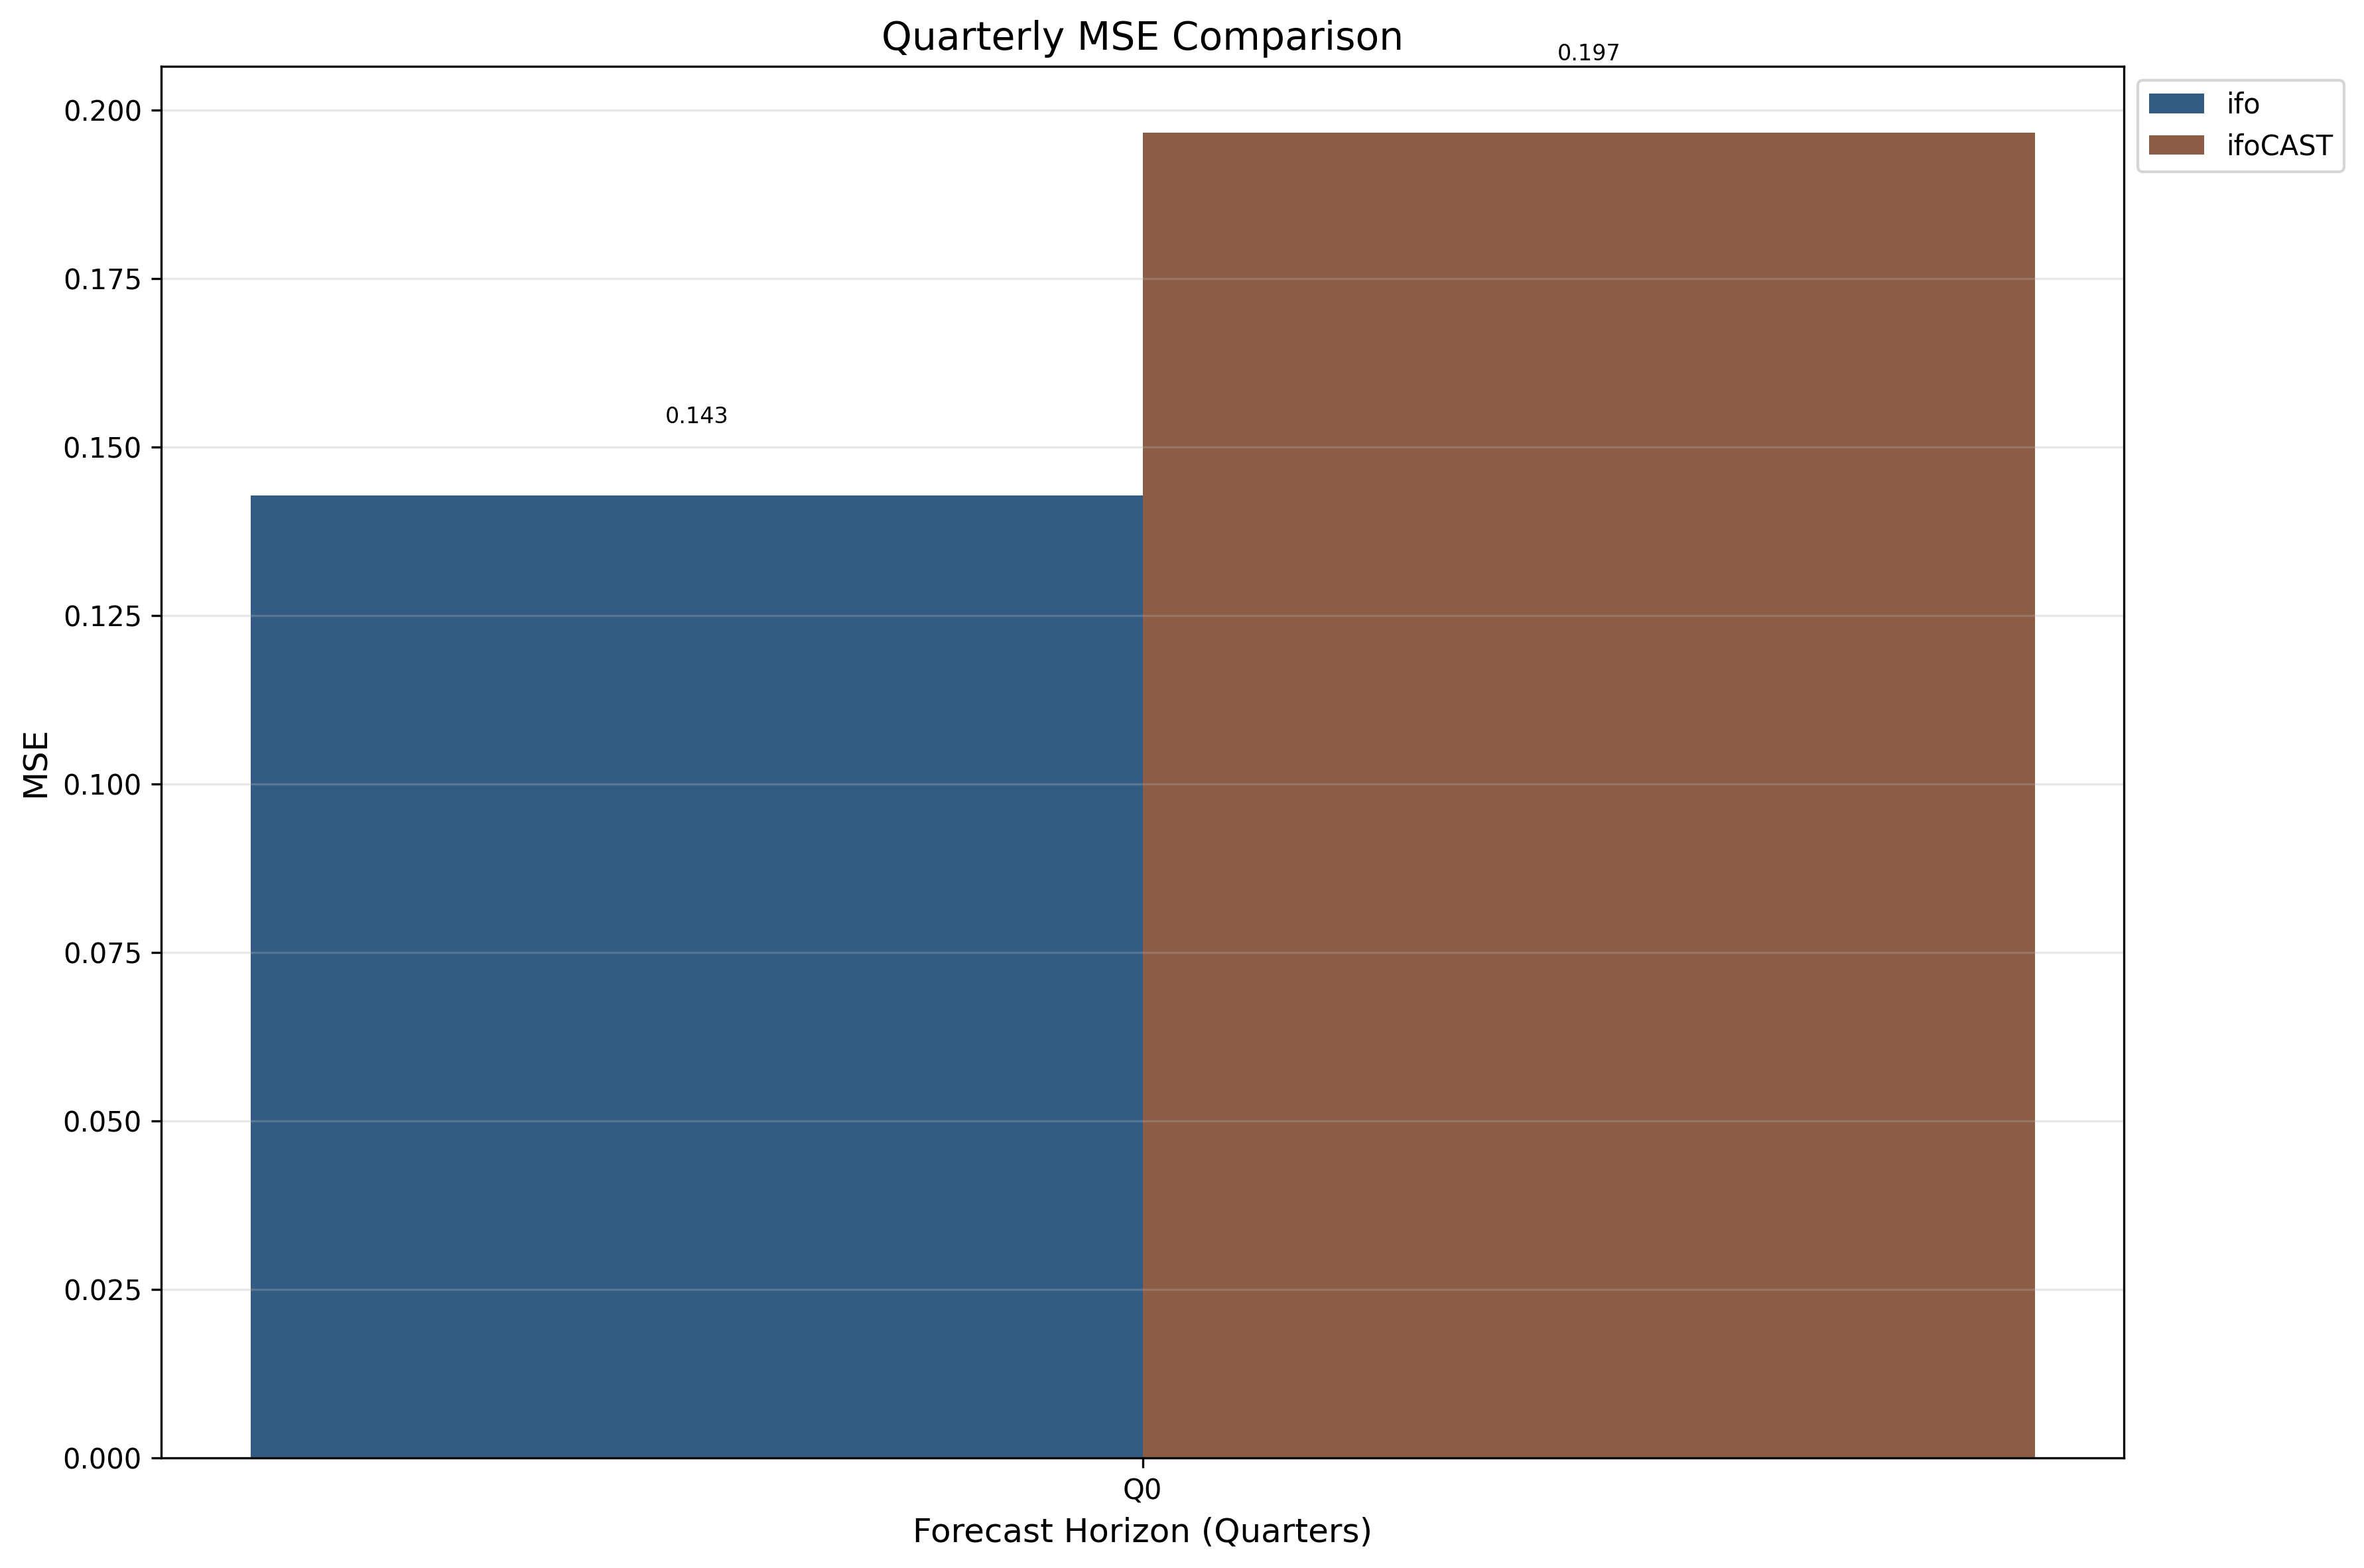 Quarterly MSE Comparison
0.197
ifo
ifoCAST
0.143
MSE
0.200
0.175
0.150
0.125
0.100
0.075
0.050
0.025
0.000
Q0
Forecast Horizon (Quarters)